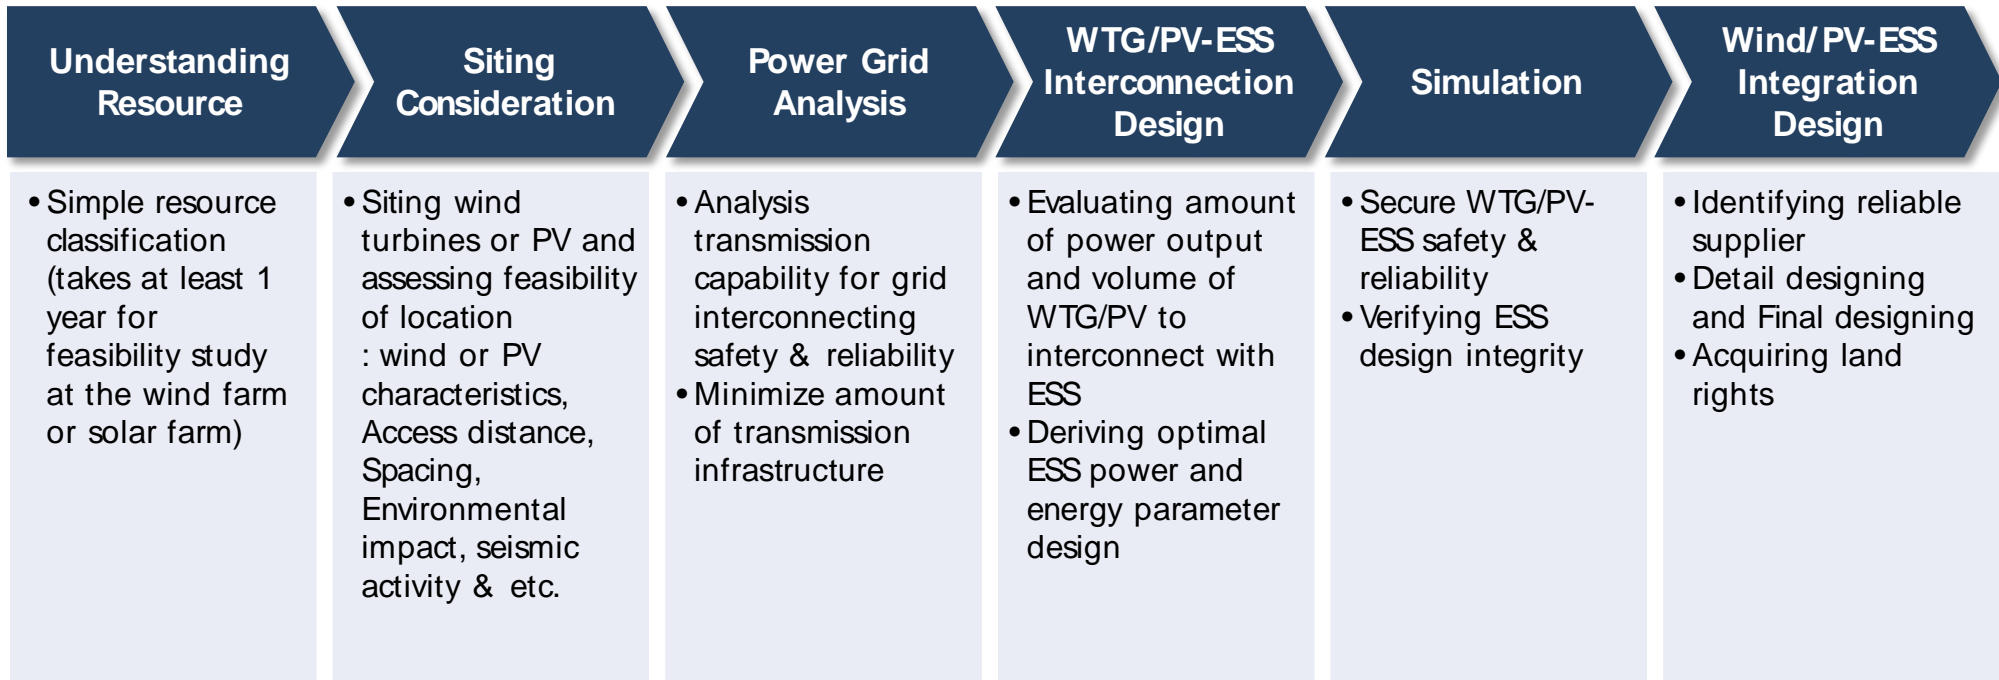 Understanding
Resource
Siting
Consideration
Power Grid
Analysis
WTG/PV-ESS
Interconnection
Design
Simulation
Wind/PV-ESS
Integration
Design
• Simple resource
classification
(takes at least 1
year for
feasibility study
at the wind farm
or solar farm)
• Siting wind
turbines or PV and
assessing feasibility
of location
: wind or PV
characteristics,
Access distance,
Spacing,
Environmental
impact, seismic
activity & etc.
• Analysis
transmission
capability for grid
interconnecting
safety & reliability
• Minimize amount
of transmission
infrastructure
• Evaluating amount
of power output
and volume of
WTG/PV to
interconnect with
ESS
• Deriving optimal
ESS power and
energy parameter
design
• Secure WTG/PV-
ESS safety &
reliability
• Verifying ESS
design integrity
• Identifying reliable
supplier
• Detail designing
and Final designing
• Acquiring land
rights